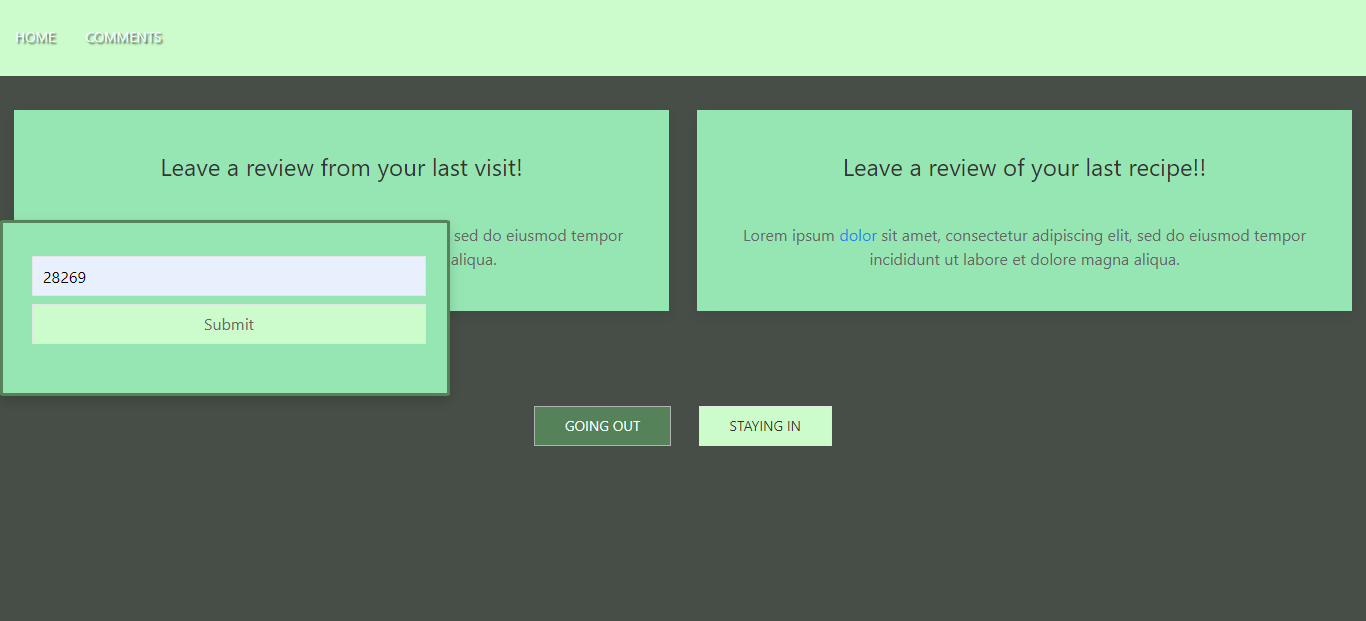 HOME COMMENTS
Leave a review from your last visit!
sed do eiusmod tempor
aliqua.
28269
Submit
Leave a review of your last recipe!!
Lorem ipsum dolor sit amet, consectetur adipiscing elit, sed do eiusmod tempor
incididunt ut labore et dolore magna aliqua.
GOING OUT STAYING IN